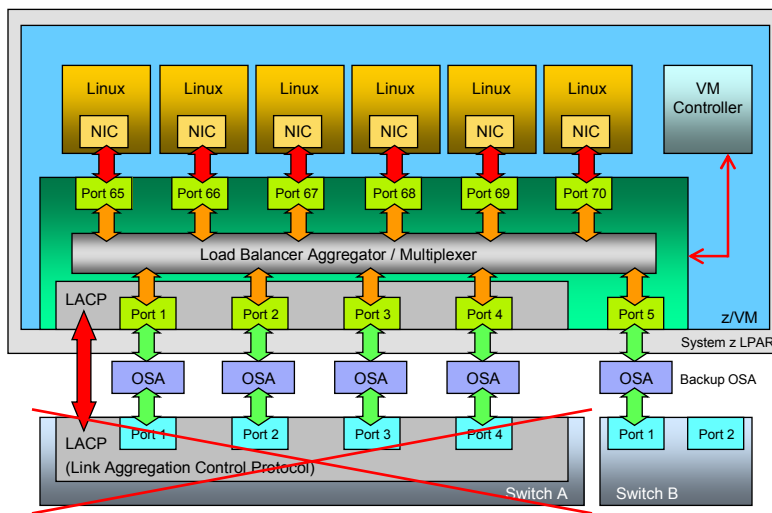 Linux
Linux
Linux
Linux
Linux
Linux
VM
Controller
NIC
NIC
NIC
NIC
NIC
NIC
Port 65
Port 66
Port 67
Port 68
Port 69
Port 70
Load Balancer Aggregator / Multiplexer
LACP
Port 1
Port 2
Port 3
Port 4
Port 5
z/VM
System z LPAR
OSA
OSA
OSA
OSA
OSA
Backup OSA
LACP
Port 1
Port 2
Port 3
Port 4
Port 1
Port 2
(Link Aggregation Control Protocol)
Switch A
Switch B